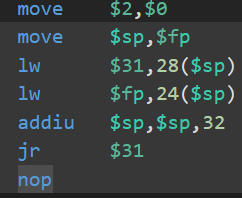 move $2,$0
move $sp,$fp
lw $31,28($sp)
lw $fp,24($sp)
addiu $sp,$sp,32
jr $31
nop